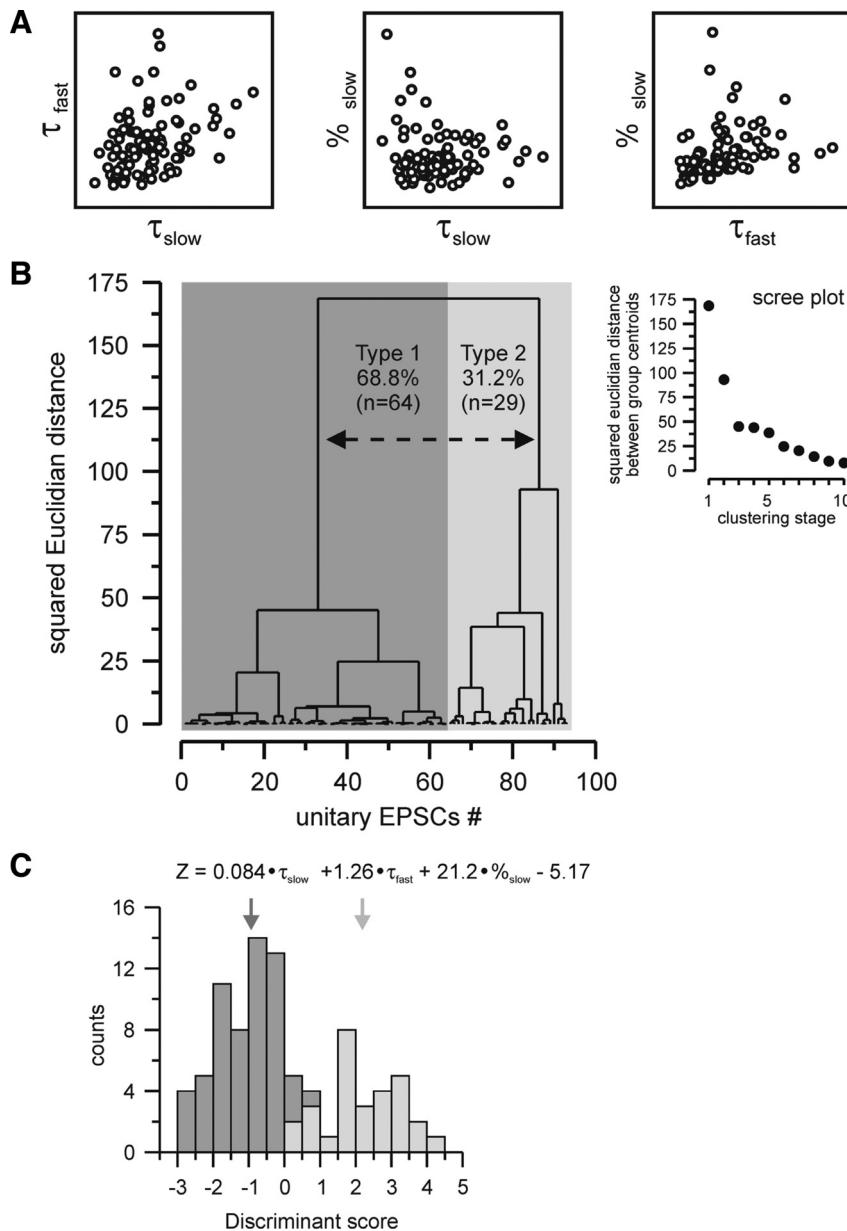 A
τ fast
τ slow
% slow
τ slow
% slow
τ fast
B
squared Euclidian distance
175
150
125
100
75
50
25
0
Type 1
68.8%
(n=64)
Type 2
31.2%
(n=29)
0 20 40 60 80 100
unitary EPSCs #
scree plot
squared euclidian distance
between group centroids
175
150
125
100
75
50
25
0
1 5 10
clustering stage
C
Z = 0.084•τslow +1.26•τfast + 21.2•%slow - 5.17
counts
16
12
8
4
0
-3 -2 -1 0 1 2 3 4 5
Discriminant score